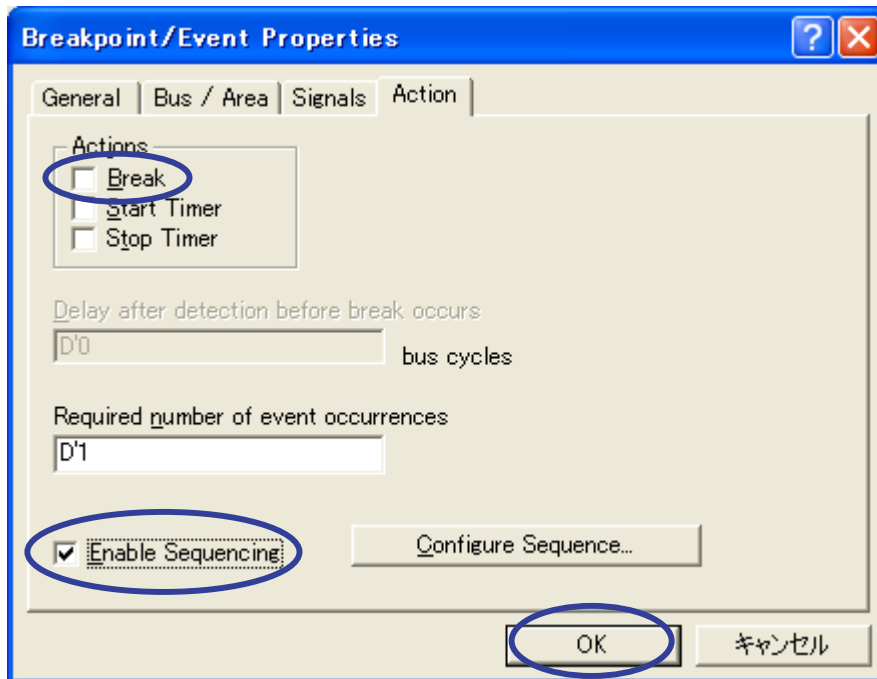 Breakpoint/Event Properties
General Bus / Area Signals Action
Actions
Break
Start Timer
Stop Timer
Delay after detection before break occurs
D'0 bus cycles
Required number of event occurrences
D'1
Enable Sequencing Configure Sequence...
OK キャンセル